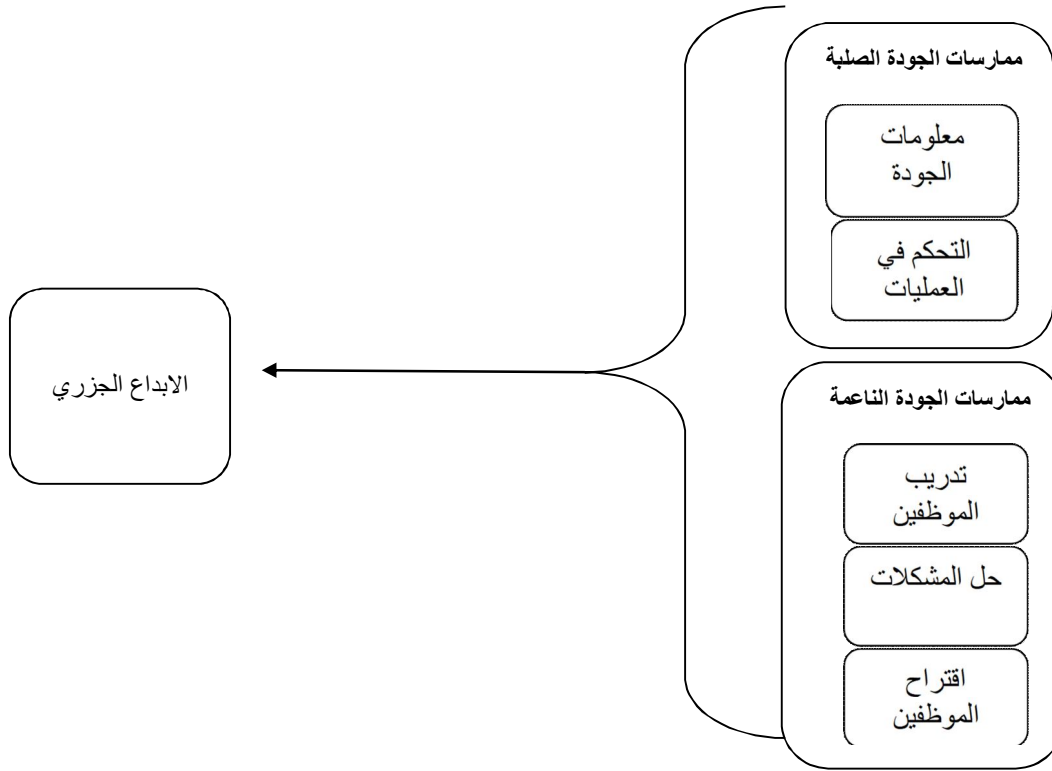 ممارسات الجودة الصلبة
معلومات
الجودة
التحكم في
العمليات
ممارسات الجودة الناعمة
تدريب
الموظفين
حل المشكلات
اقتراح
الموظفين
الابداع الجزري